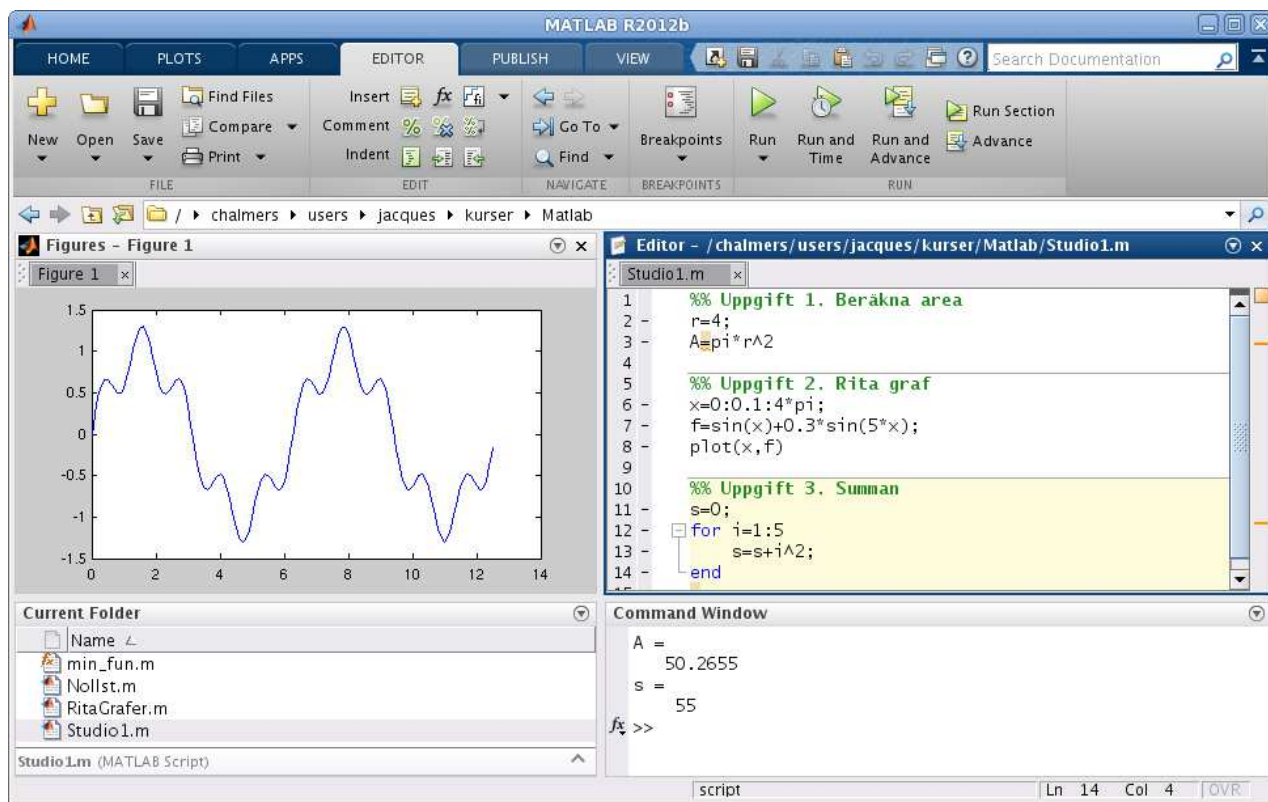 MATLAB R2012b
HOME PLOTS APPS EDITOR PUBLISH VIEW Search Documentation
New Open Save Find Files Compare Print
FILE
Insert fx fi
Comment % %
Indent
EDIT
Go To
Find
NAVIGATE
Breakpoints
BREAKPOINTS
Run Run and Time Run and Advance Run Section Advance
RUN
/ chalmers users jacques kurser Matlab
Figures - Figure 1
Figure 1
1.5
1
0.5
0
-0.5
-1
-1.5
0 2 4 6 8 10 12 14
Editor - /chalmers/users/jacques/kurser/Matlab/Studio1.m
Studio1.m
1 %% Uppgift 1. Beräkna area
2 - r=4;
3 - A=pi*r^2
4
5 %% Uppgift 2. Rita graf
6 - x=0:0.1:4*pi;
7 - f=sin(x)+0.3*sin(5*x);
8 - plot(x,f)
9
10 %% Uppgift 3. Summan
11 - s=0;
12 - for i=1:5
13 - s=s+i^2;
14 - end
Current Folder
Name
min_fun.m
Nollst.m
RitaGrafer.m
Studio1.m
Studio1.m (MATLAB Script)
Command Window
A =
50.2655
s =
55
fx >>
script Ln 14 Col 4 OVR